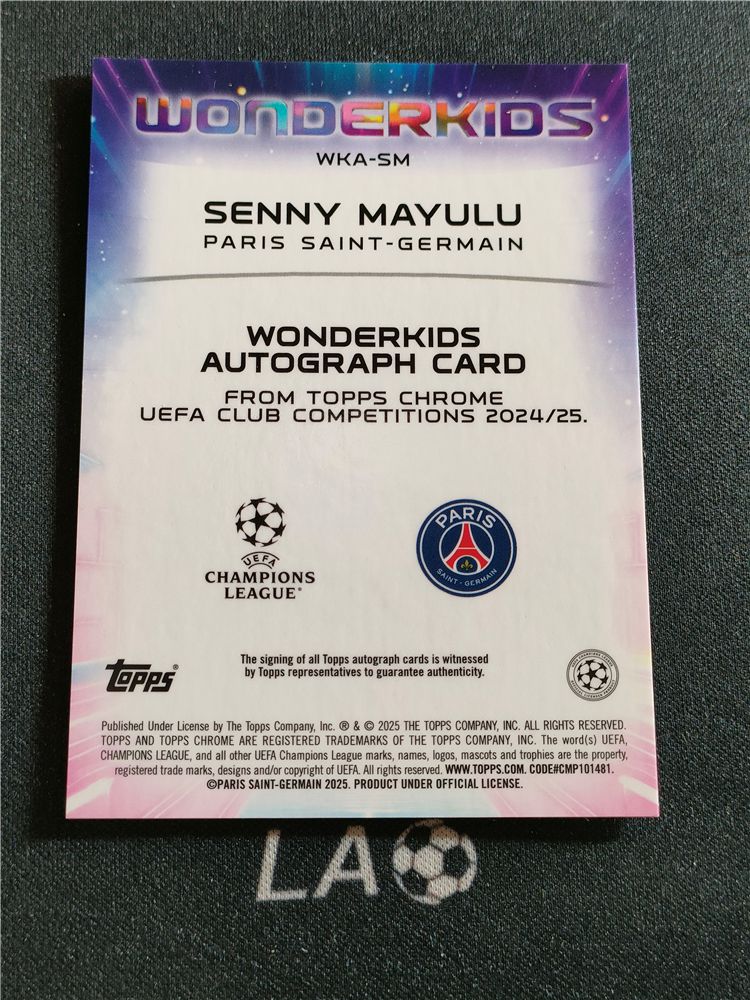 WONDERKIDS
WKA-SM
SENNY MAYULU
PARIS SAINT-GERMAIN
WONDERKIDS
AUTOGRAPH CARD
FROM TOPPS CHROME
UEFA CLUB COMPETITIONS 2024/25.
UEFA
CHAMPIONS
LEAGUE®
PARIS
SAINT-GERMAIN
The signing of all Topps autograph cards is witnessed
by Topps representatives to guarantee authenticity.
topps®
Published Under License by The Topps Company, Inc. ® & © 2025 THE TOPPS COMPANY, INC. ALL RIGHTS RESERVED.
TOPPS AND TOPPS CHROME ARE REGISTERED TRADEMARKS OF THE TOPPS COMPANY, INC. The word(s) UEFA,
CHAMPIONS LEAGUE, and all other UEFA Champions League marks, names, logos, mascots and trophies are the property,
registered trade marks, designs and/or copyright of UEFA. All rights reserved. WWW.TOPPS.COM. CODE#CMP101481.
©PARIS SAINT-GERMAIN 2025. PRODUCT UNDER OFFICIAL LICENSE.
LA